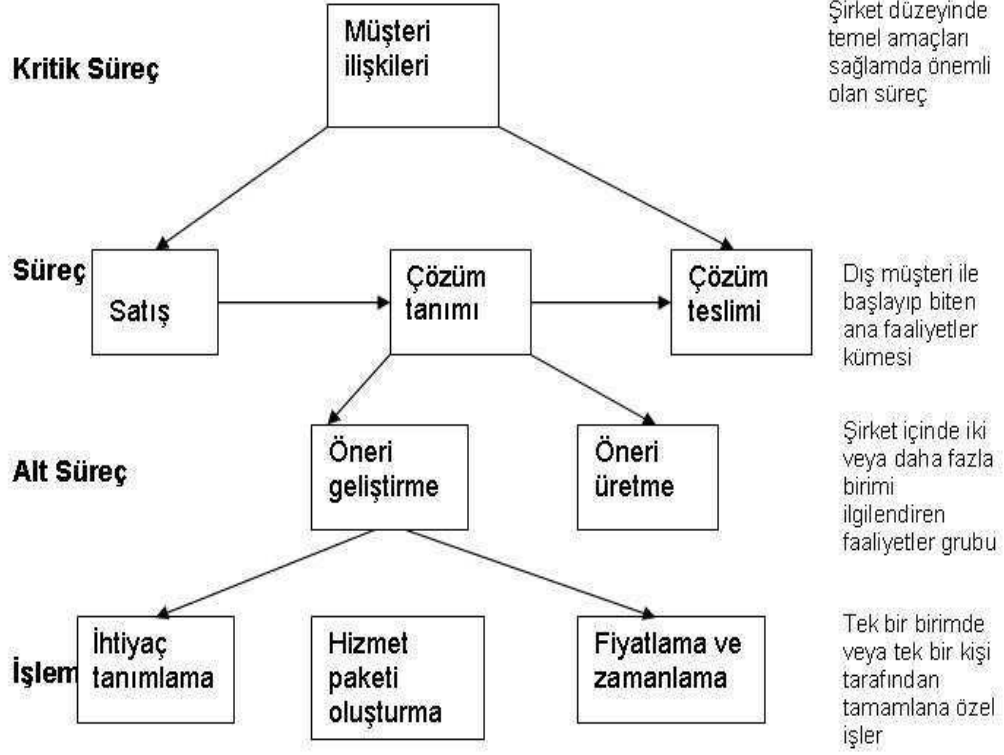 Kritik Süreç
Müşteri
ilişkileri
Şirket düzeyinde
temel amaçları
sağlamda önemli
olan süreç
Süreç
Satış
Çözüm
tanımı
Çözüm
teslimi
Dış müşteri ile
başlayıp biten
ana faaliyetler
kümesi
Alt Süreç
Öneri
geliştirme
Öneri
üretme
Şirket içinde iki
veya daha fazla
birimi
ilgilendiren
faaliyetler grubu
İşlem
İhtiyaç
tanımlama
Hizmet
paketi
oluşturma
Fiyatlama ve
zamanlama
Tek bir birimde
veya tek bir kişi
tarafından
tamamlana özel
işler